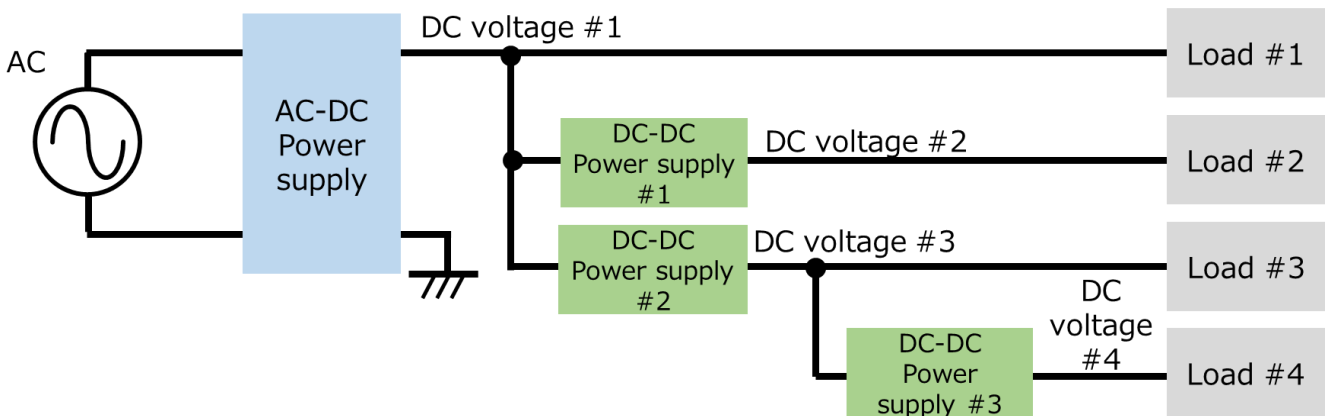 DC voltage #1
Load #1
AC
AC-DC
Power
supply
DC-DC
Power supply
#1
DC voltage #2
Load #2
DC-DC
Power supply
#2
DC voltage #3
Load #3
DC
voltage
#4
DC-DC
Power
supply #3
Load #4